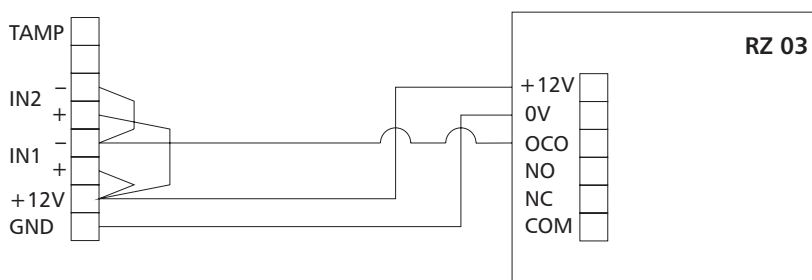 TAMP
IN2
−
+
IN1
−
+
+12V
GND
RZ 03
+12V
0V
OCO
NO
NC
COM